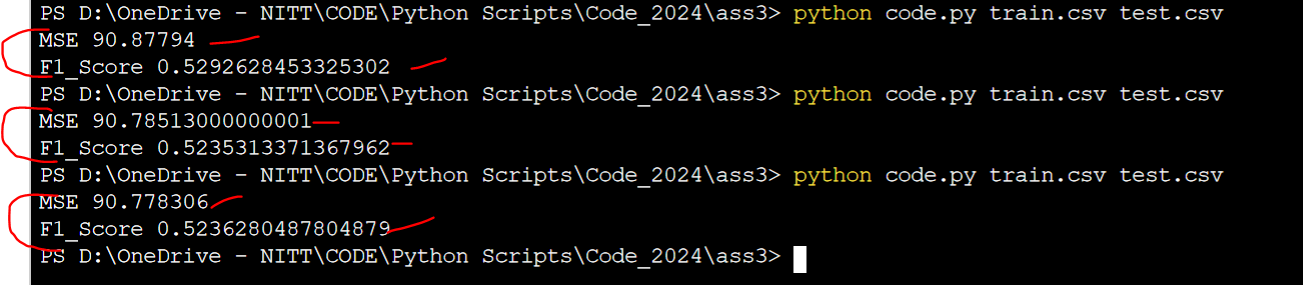 PS D:\OneDrive - NITT\CODE\Python Scripts\Code_2024\ass3> python code.py train.csv test.csv
MSE 90.87794
F1_Score 0.5292628453325302
PS D:\OneDrive - NITT\CODE\Python Scripts\Code_2024\ass3> python code.py train.csv test.csv
MSE 90.78513000000001
F1_Score 0.5235313371367962
PS D:\OneDrive - NITT\CODE\Python Scripts\Code_2024\ass3> python code.py train.csv test.csv
MSE 90.778306
F1_Score 0.5236280487804879
PS D:\OneDrive - NITT\CODE\Python Scripts\Code_2024\ass3>